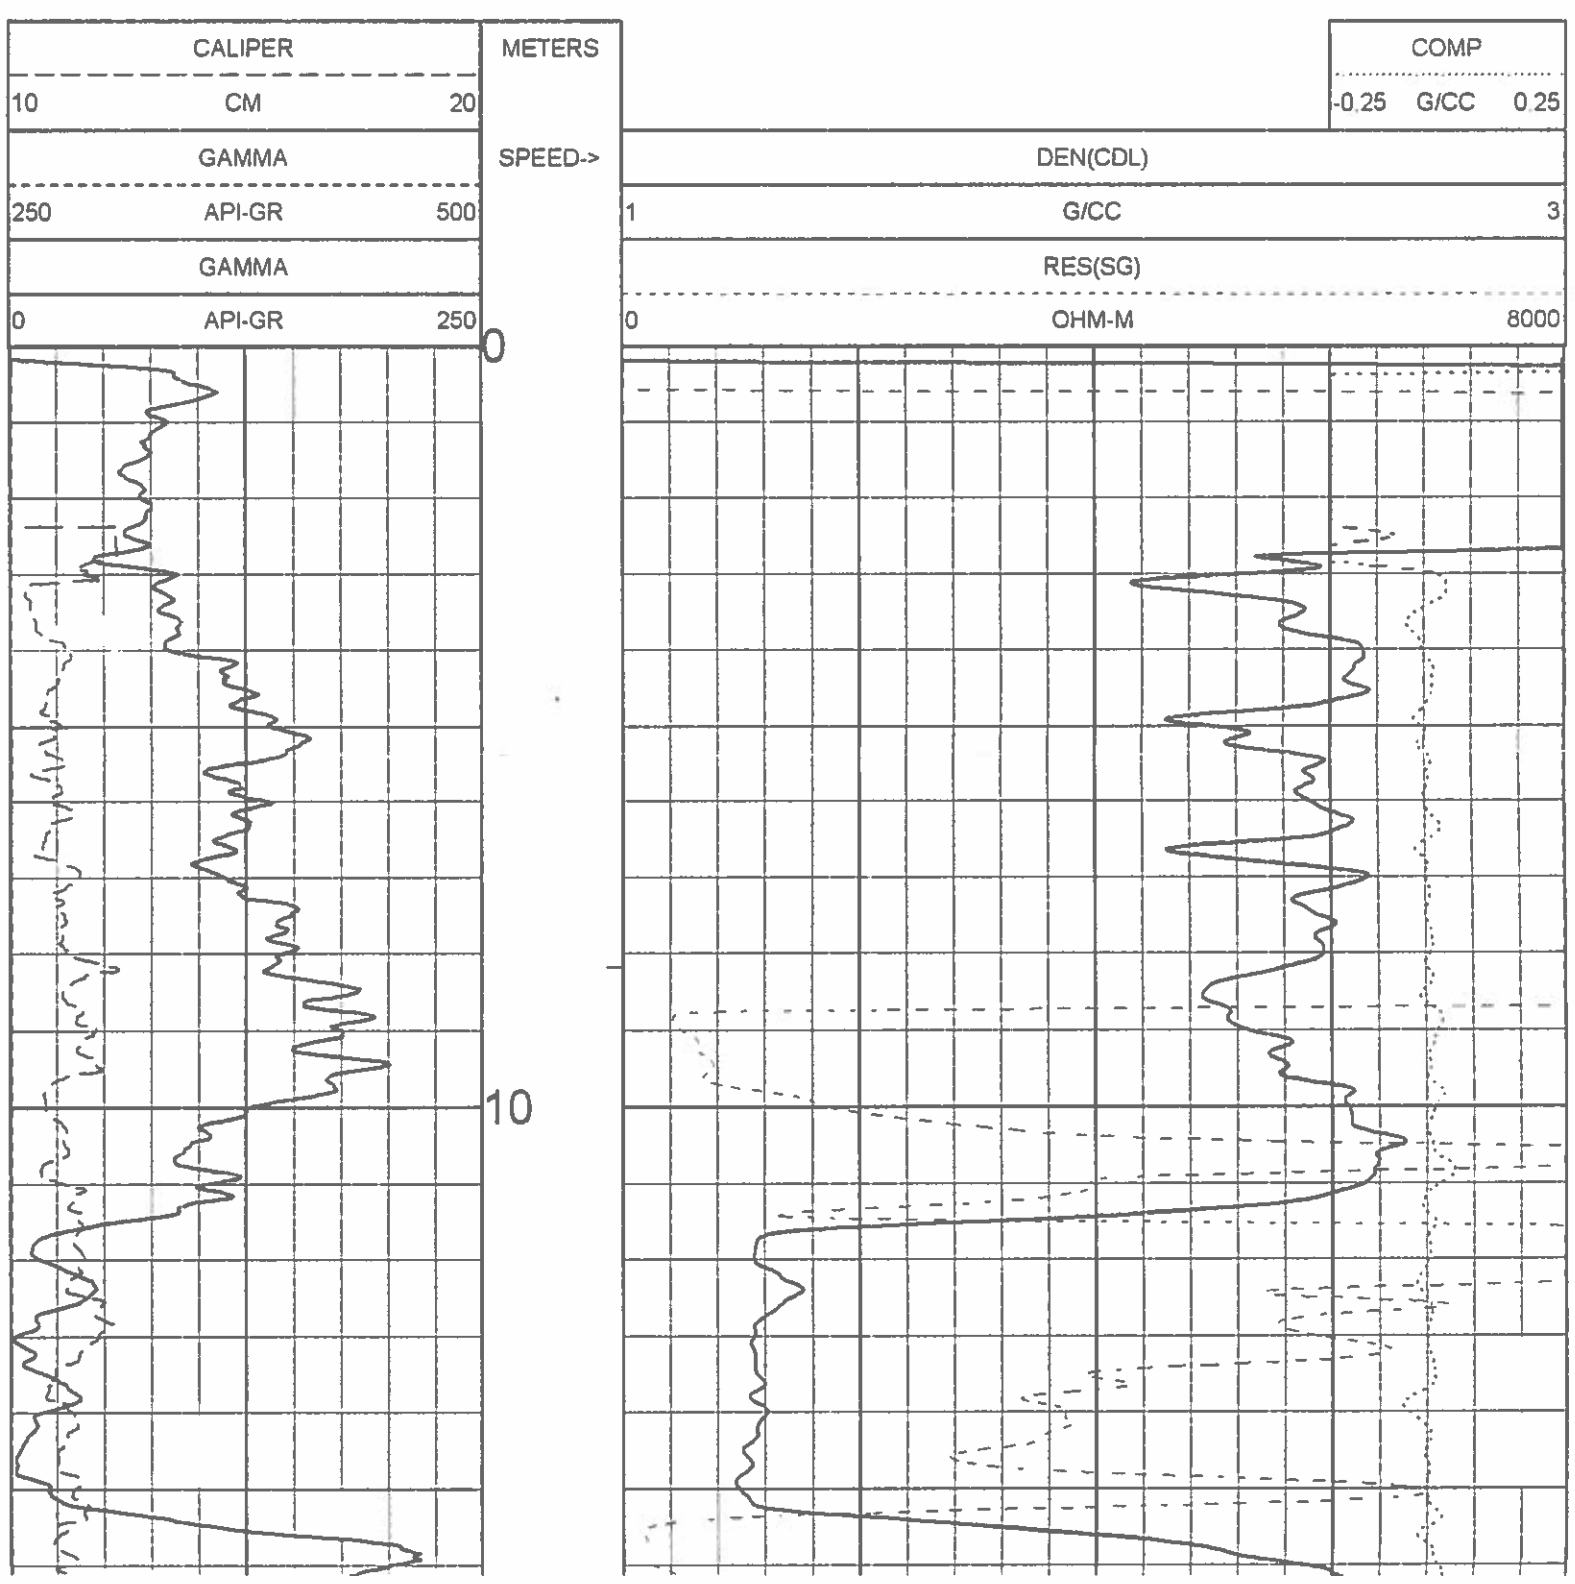 CALIPER METERS COMP
10 CM 20 -0.25 G/CC 0.25
GAMMA SPEED-> DEN(CDL)
250 API-GR 500 1 G/CC 3
GAMMA RES(SG)
0 API-GR 250 0 OHM-M 8000
0
10